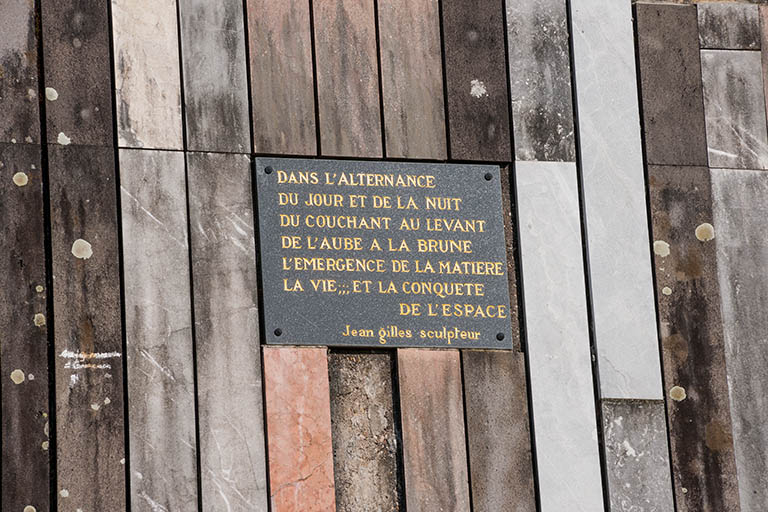 DANS L'ALTERNANCE
DU JOUR ET DE LA NUIT
DU COUCHANT AU LEVANT
DE L'AUBE A LA BRUNE
L'EMERGENCE DE LA MATIERE
LA VIE,,, ET LA CONQUETE
DE L'ESPACE
Jean gilles sculpteur